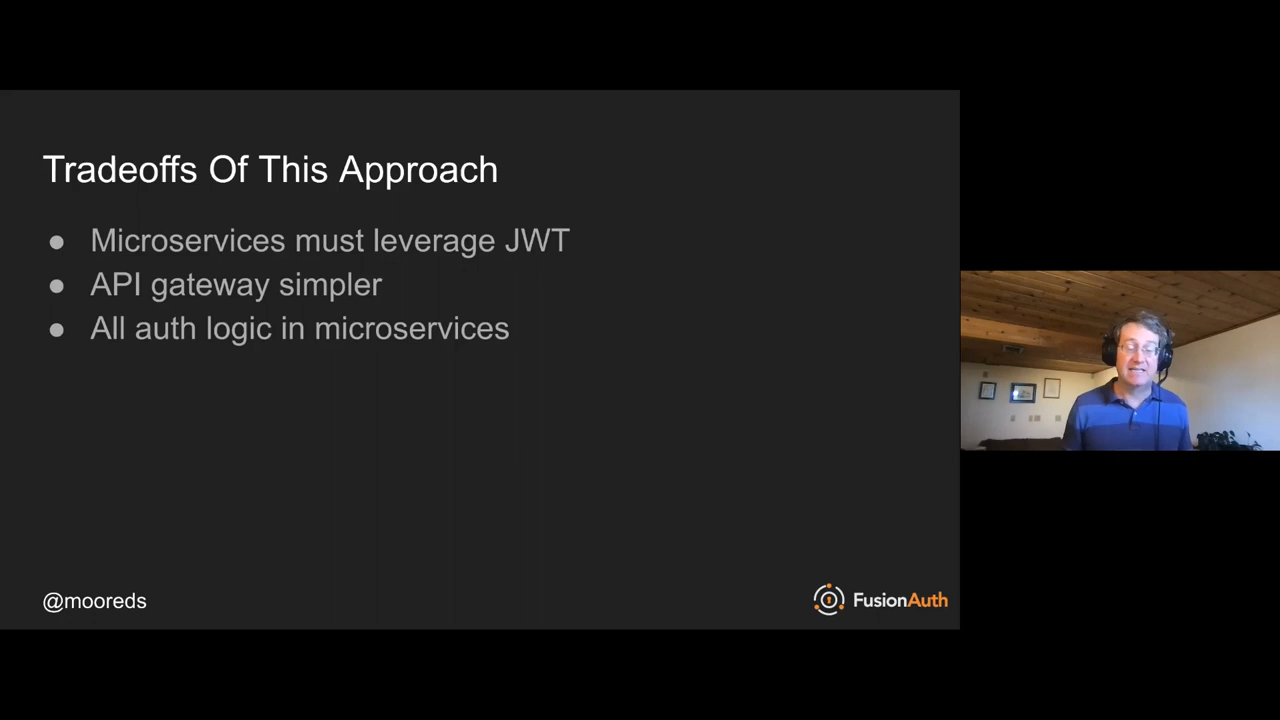 Tradeoffs Of This Approach
● Microservices must leverage JWT
● API gateway simpler
● All auth logic in microservices
@mooreds
FusionAuth